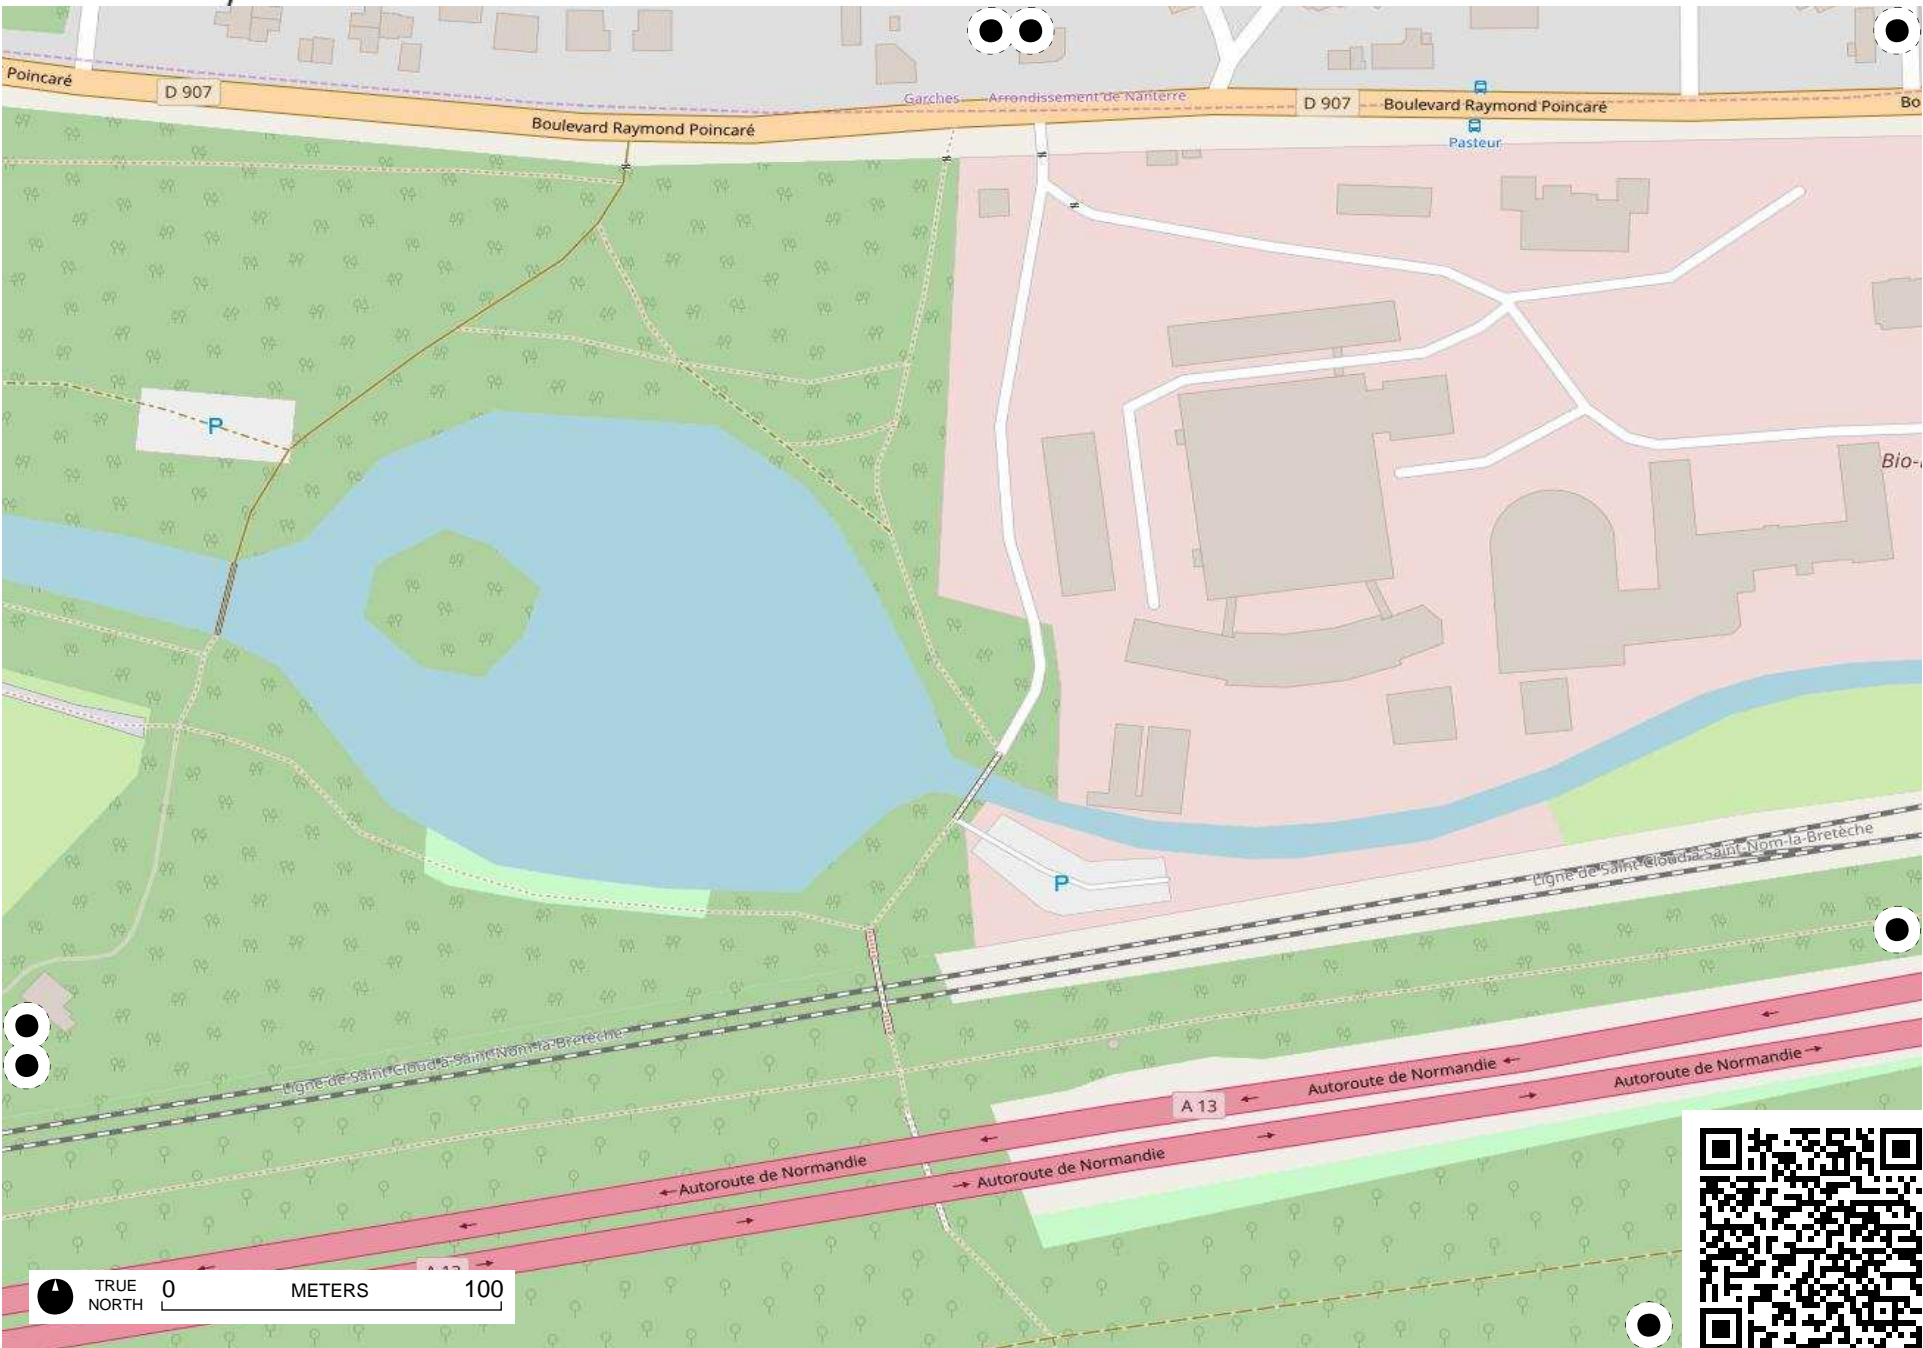 Poincaré
D 907
Boulevard Raymond Poincaré
Garches
Arrondissement de Nanterre
D 907
Boulevard Raymond Poincaré
Bo
Pasteur
P
Bio-
P
Ligne de Saint-Cloud à Saint-Nom-la-Bretèche
Ligne de Saint-Cloud à Saint-Nom-la-Bretèche
Autoroute de Normandie
Autoroute de Normandie
A 13
Autoroute de Normandie
Autoroute de Normandie
A 13
TRUE NORTH
0 METERS 100